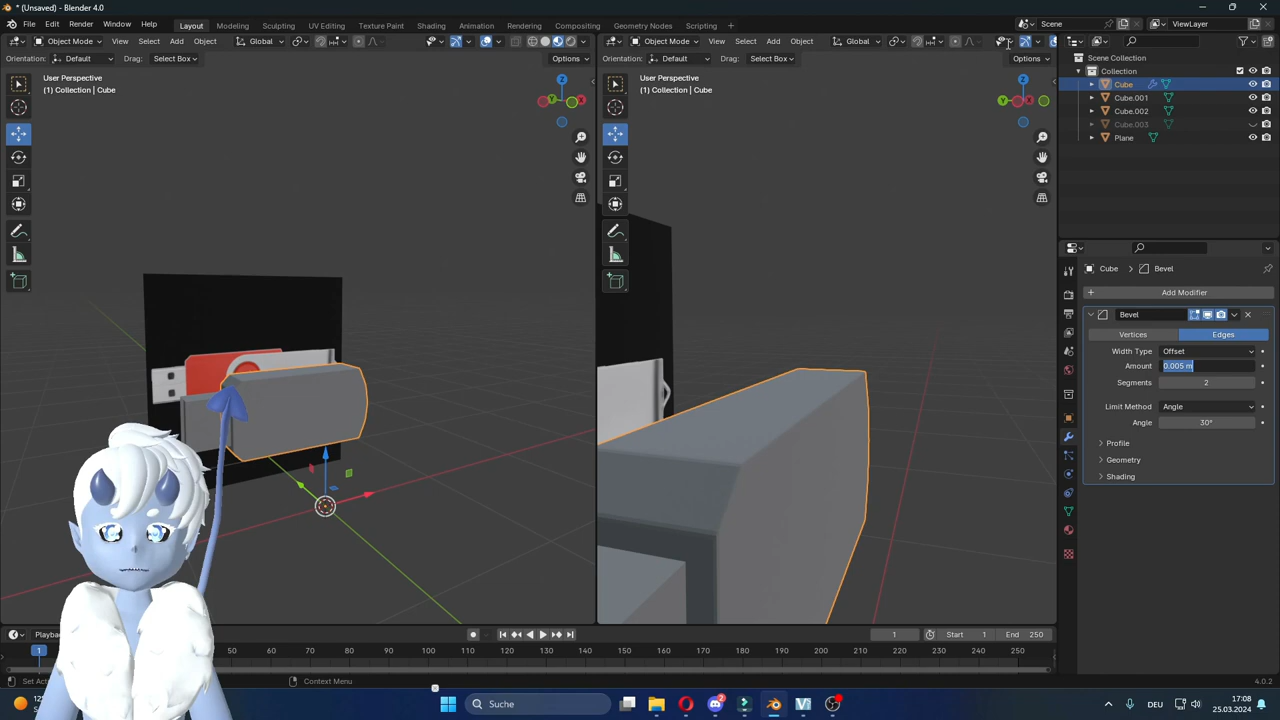 * (Unsaved) - Blender 4.0
File Edit Render Window Help Layout Modeling Sculpting UV Editing Texture Paint Shading Animation Rendering Compositing Geometry Nodes Scripting + Scene ViewLayer
Object Mode View Select Add Object Global
Object Mode View Select Add Object Global
Orientation: Default Drag: Select Box Options
Orientation: Default Drag: Select Box Options
User Perspective
(1) Collection | Cube
User Perspective
(1) Collection | Cube
Scene Collection
Collection
Cube
Cube.001
Cube.002
Cube.003
Plane
Cube > Bevel
+ Add Modifier
Bevel
Vertices Edges
Width Type Offset
Amount 0.005 m
Segments 2
Limit Method Angle
Angle 30°
> Profile
> Geometry
> Shading
Z
Y
X
Z
Y
Playback 1 Start 1 End 250
1 50 60 70 80 90 100 110 120 130 140 150 160 170 180 190 200 210 220 230 240 250
Set Act Context Menu 4.0.2
Suche
2
DEU 17:08
25.03.2024